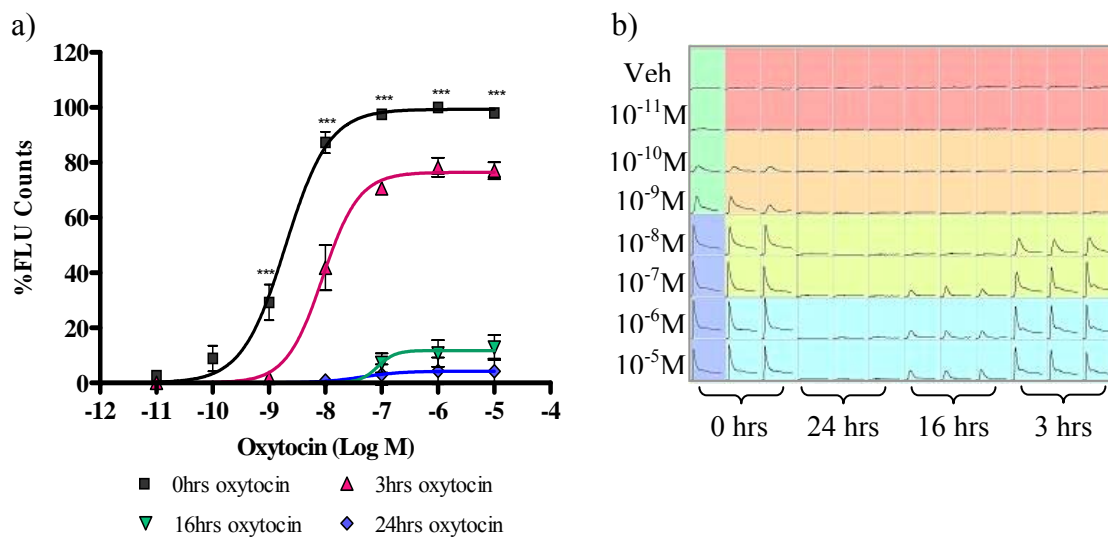 a)
120
100
80
60
40
20
0
%FLU Counts
*** *** *** *** ***
-12 -11 -10 -9 -8 -7 -6 -5 -4
Oxytocin (Log M)
0hrs oxytocin 3hrs oxytocin
16hrs oxytocin 24hrs oxytocin
b)
Veh
10⁻¹¹M
10⁻¹⁰M
10⁻⁹M
10⁻⁸M
10⁻⁷M
10⁻⁶M
10⁻⁵M
0 hrs 24 hrs 16 hrs 3 hrs